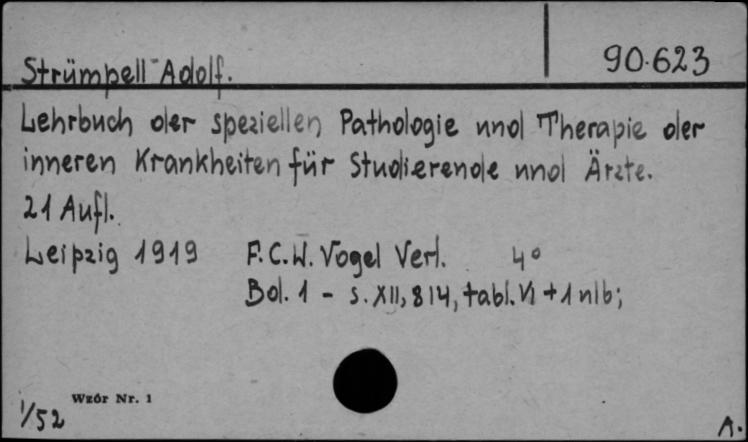 90.623
Strümpell Adolf.
Lehrbuch der speziellen Pathologie und Therapie der
inneren Krankheiten für Studierende und Ärzte.
21 Aufl.
Leipzig 1919 F.C.W. Vogel Verl. 4°
Bd. 1 - s. XII, 814, tabl. VI + 1 nlb;
Wzór Nr. 1
1/52
A.